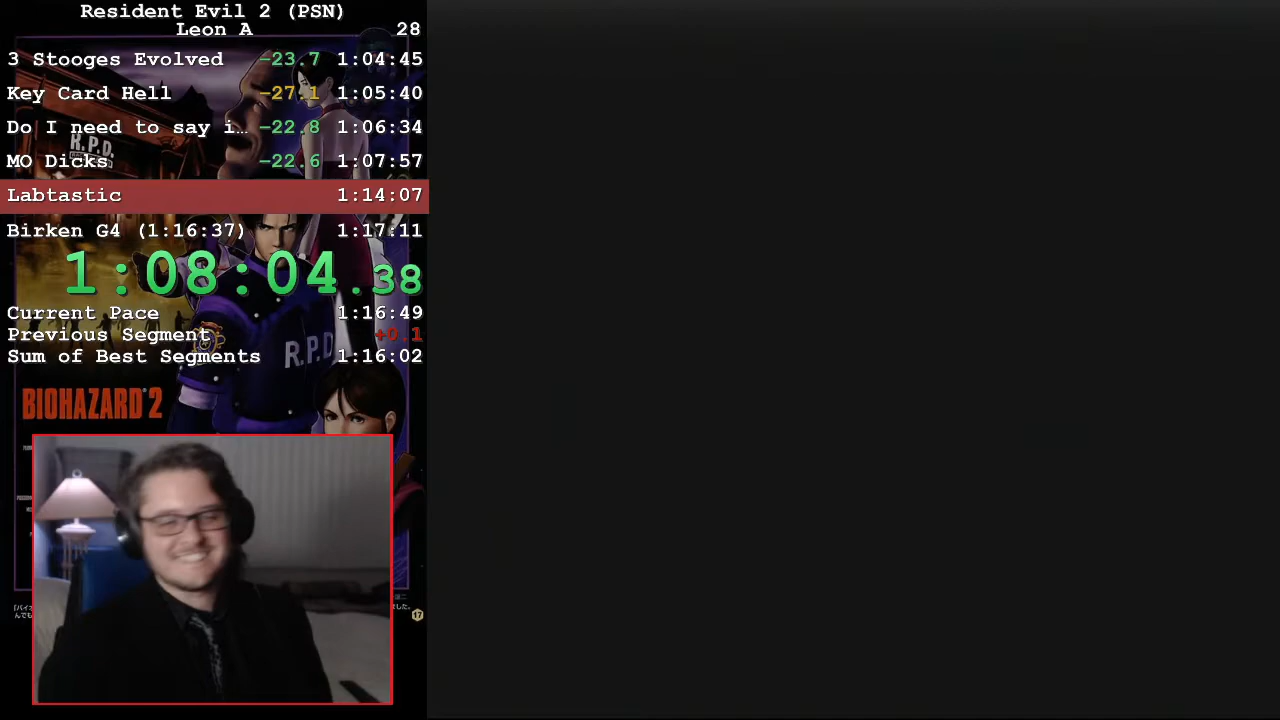 Resident Evil 2 (PSN)
Leon A 28
3 Stooges Evolved -23.7 1:04:45
Key Card Hell -27.1 1:05:40
Do I need to say i… -22.8 1:06:34
MO Dicks -22.6 1:07:57
Labtastic 1:14:07
Birken G4 (1:16:37) 1:17:11
1:08:04.38
Current Pace 1:16:49
Previous Segment +0.1
Sum of Best Segments 1:16:02
R.P.D.
R.P.D
BIOHAZARD 2
17